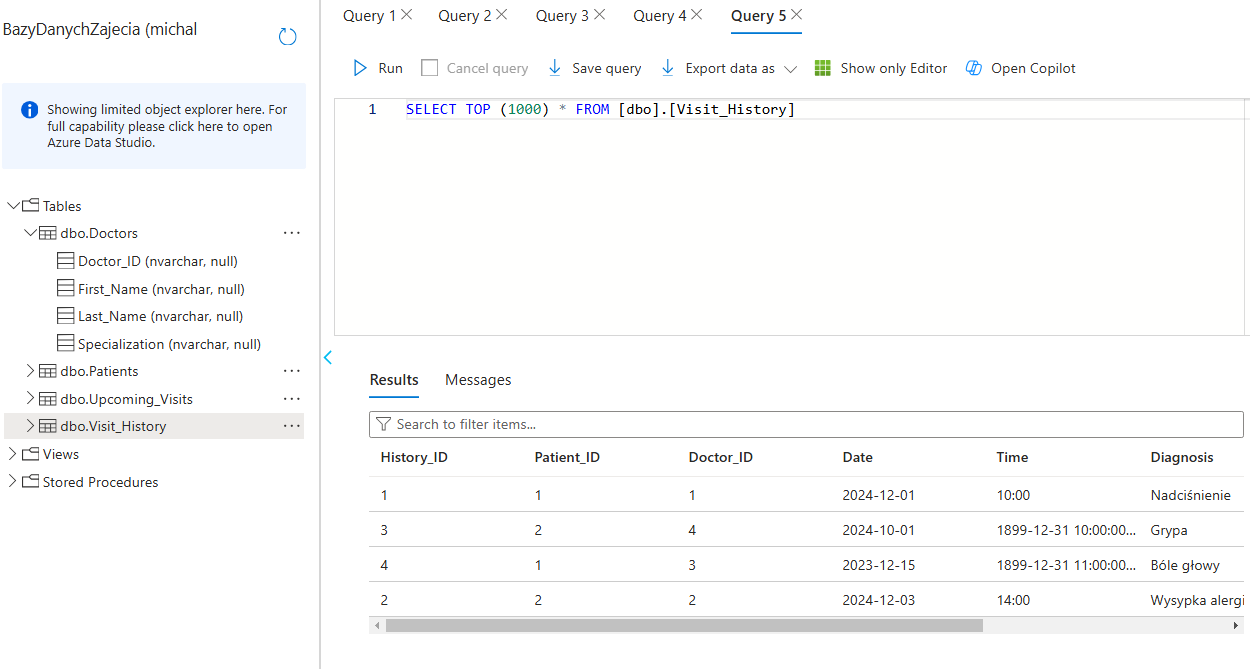 BazyDanychZajecia (michal
Showing limited object explorer here. For
full capability please click here to open
Azure Data Studio.
Tables
dbo.Doctors
Doctor_ID (nvarchar, null)
First_Name (nvarchar, null)
Last_Name (nvarchar, null)
Specialization (nvarchar, null)
dbo.Patients
dbo.Upcoming_Visits
dbo.Visit_History
Views
Stored Procedures
Query 1 Query 2 Query 3 Query 4 Query 5
Run Cancel query Save query Export data as Show only Editor Open Copilot
1 SELECT TOP (1000) * FROM [dbo].[Visit_History]
Results Messages
Search to filter items...
History_ID Patient_ID Doctor_ID Date Time Diagnosis
1 1 1 2024-12-01 10:00 Nadciśnienie
3 2 4 2024-10-01 1899-12-31 10:00:00... Grypa
4 1 3 2023-12-15 1899-12-31 11:00:00... Bóle głowy
2 2 2 2024-12-03 14:00 Wysypka alergi